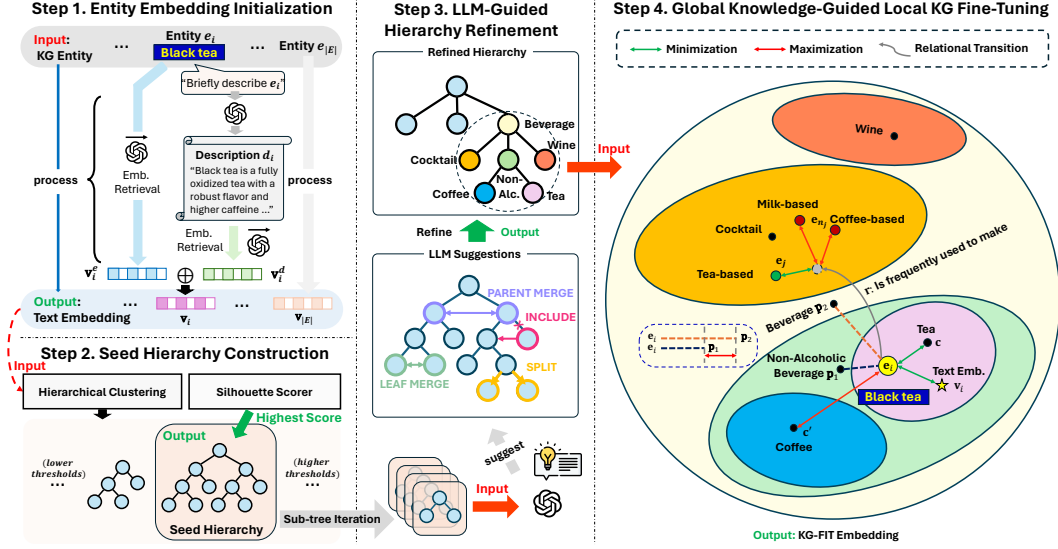 Step 1. Entity Embedding Initialization
Input:
KG Entity
...
Entity e_i
Black tea
...
Entity e_|E|
"Briefly describe e_i"
process
Emb.
Retrieval
Description d_i
"Black tea is a fully
oxidized tea with a
robust flavor and
higher caffeine ..."
process
Emb.
Retrieval
v_i^e
⊕
v_i^d
Output:
Text Embedding
...
v_i
...
v_|E|
Step 2. Seed Hierarchy Construction
Input
Hierarchical Clustering
Silhouette Scorer
Highest Score
Output
(lower
thresholds)
...
(higher
thresholds)
...
Seed Hierarchy
Sub-tree Iteration
Step 3. LLM-Guided
Hierarchy Refinement
Refined Hierarchy
Beverage
Wine
Cocktail
Non-
Alc.
Coffee
Tea
Refine
Output
LLM Suggestions
PARENT MERGE
INCLUDE
LEAF MERGE
SPLIT
suggest
Input
Input
Step 4. Global Knowledge-Guided Local KG Fine-Tuning
Minimization
Maximization
Relational Transition
Wine
Milk-based
e_n_j
Coffee-based
Cocktail
e_j
Tea-based
r: Is frequently used to make
Beverage p_2
e_i
p_2
e_i
p_1
Non-Alcoholic
Beverage p_1
Tea
c
e_i
Text Emb.
v_i
Black tea
c'
Coffee
Output: KG-FIT Embedding